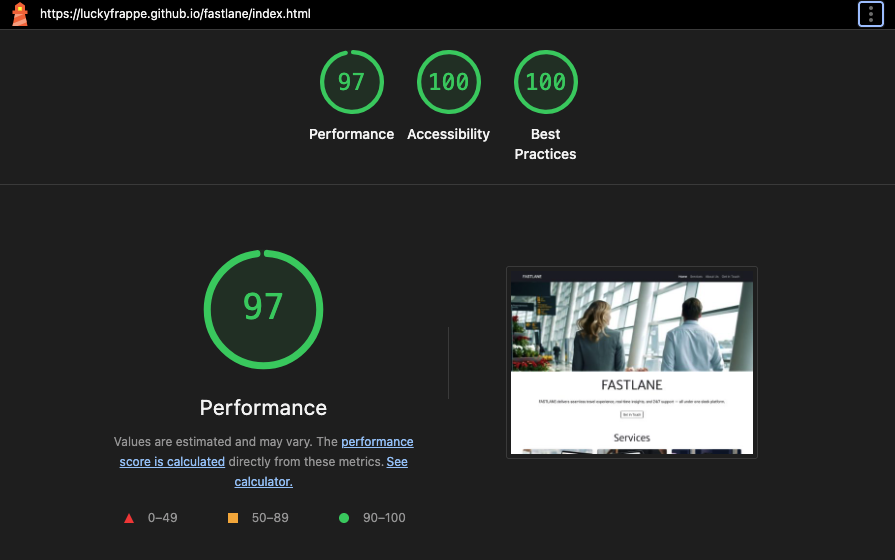 https://luckyfrappe.github.io/fastlane/index.html
97
100
100
Performance
Accessibility
Best
Practices
97
Performance
Values are estimated and may vary. The performance
score is calculated directly from these metrics. See
calculator.
0–49
50–89
90–100
FASTLANE
Home Services About Us Get in Touch
FASTLANE
FASTLANE delivers seamless travel experience, real-time insights, and 24/7 support — all under one sleek platform.
Get in Touch
Services